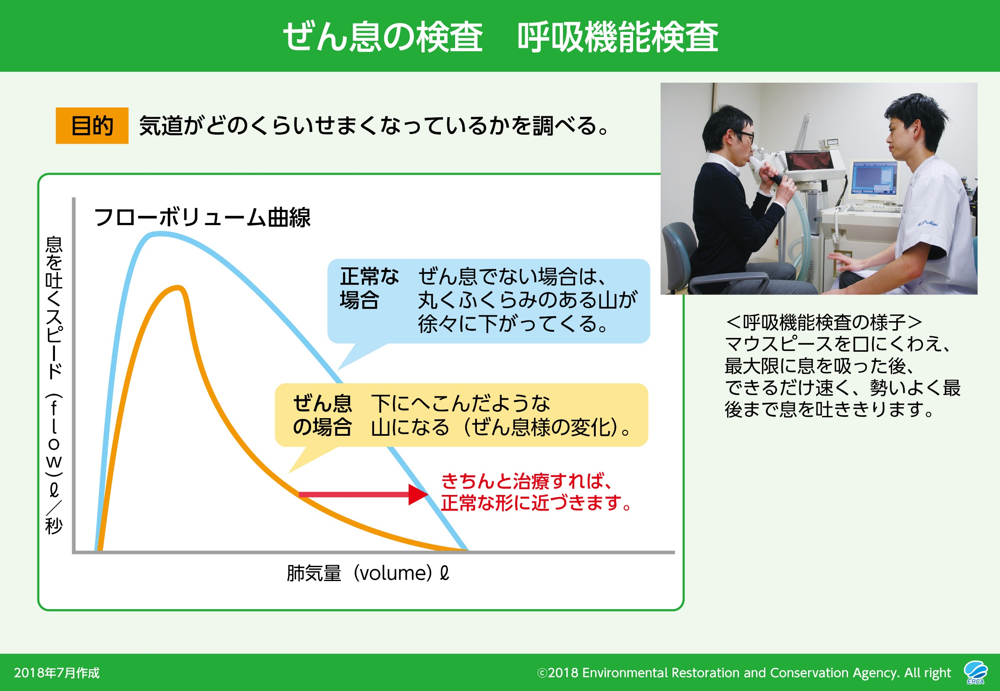 ぜん息の検査　呼吸機能検査
目的　気道がどのくらいせまくなっているかを調べる。
フローボリューム曲線
息を吐くスピード（flow）ℓ／秒
正常な
場合
ぜん息でない場合は、
丸くふくらみのある山が
徐々に下がってくる。
ぜん息
の場合
下にへこんだような
山になる（ぜん息様の変化）。
きちんと治療すれば、
正常な形に近づきます。
肺気量（volume）ℓ
＜呼吸機能検査の様子＞
マウスピースを口にくわえ、
最大限に息を吸った後、
できるだけ速く、勢いよく最
後まで息を吐ききります。
2018年7月作成
©2018 Environmental Restoration and Conservation Agency. All right
ERCA